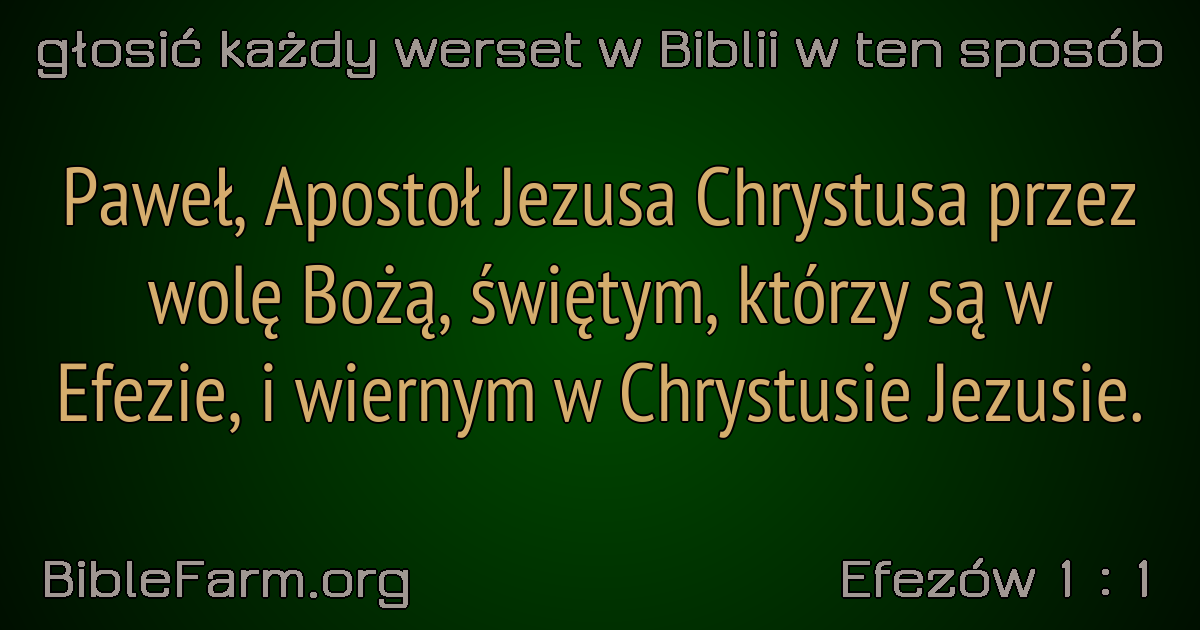 głosić każdy werset w Biblii w ten sposób
Paweł, Apostoł Jezusa Chrystusa przez
wolę Bożą, świętym, którzy są w
Efezie, i wiernym w Chrystusie Jezusie.
BibleFarm.org
Efezów 1 : 1